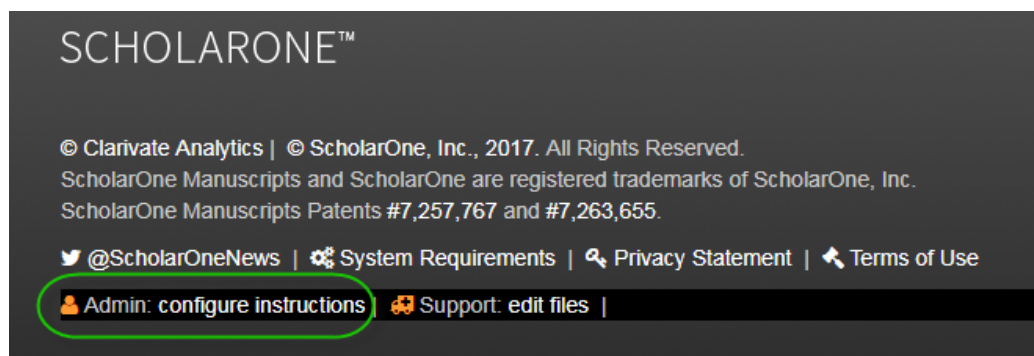 SCHOLARONE™
© Clarivate Analytics | © ScholarOne, Inc., 2017. All Rights Reserved.
ScholarOne Manuscripts and ScholarOne are registered trademarks of ScholarOne, Inc.
ScholarOne Manuscripts Patents #7,257,767 and #7,263,655.
@ScholarOneNews | System Requirements | Privacy Statement | Terms of Use
Admin: configure instructions | Support: edit files |